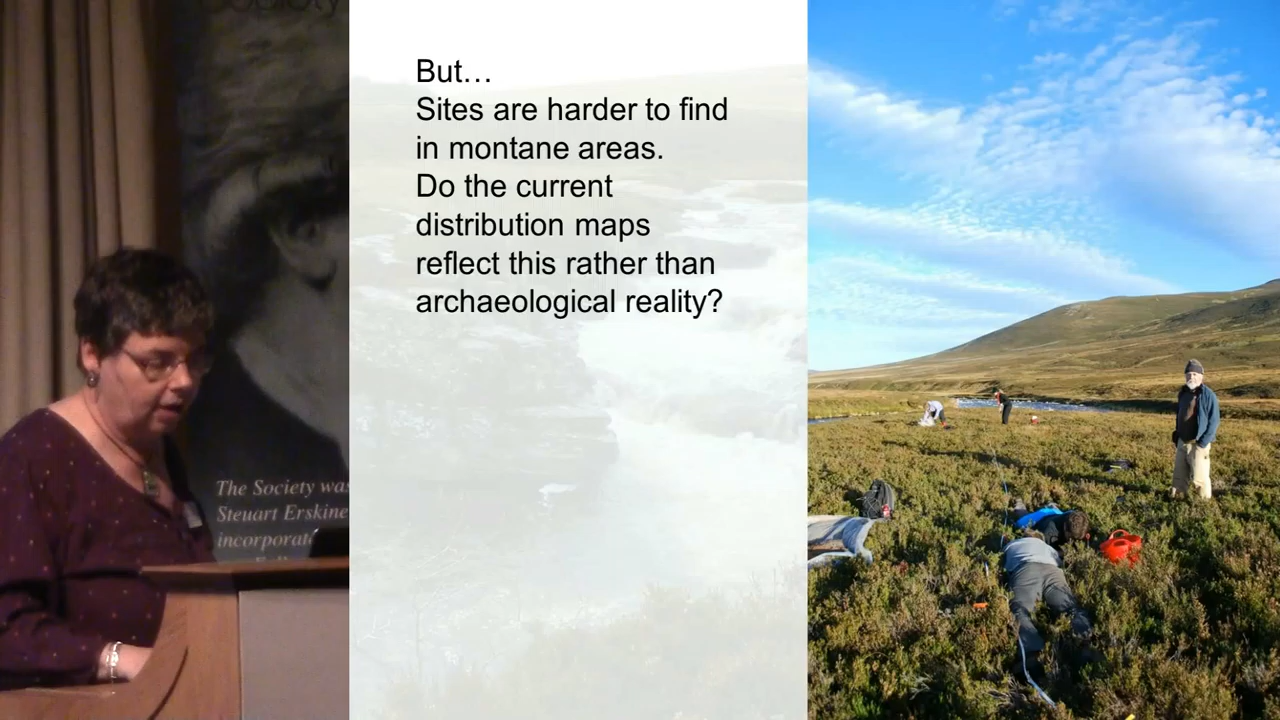 Society
But…
Sites are harder to find
in montane areas.
Do the current
distribution maps
reflect this rather than
archaeological reality?
The Society was
Steuart Erskine
incorporat